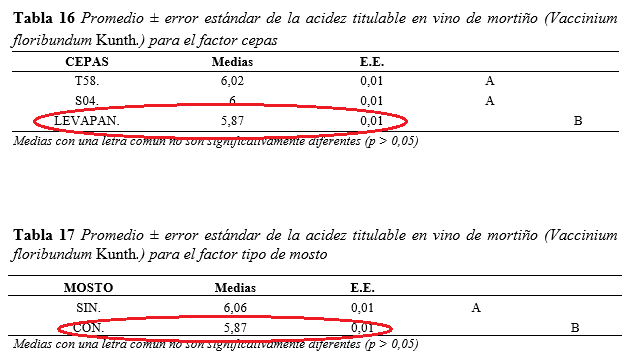 Tabla 16 Promedio ± error estándar de la acidez titulable en vino de mortiño (Vaccinium
floribundum Kunth.) para el factor cepas
CEPAS Medias E.E.
T58. 6,02 0,01 A
S04. 6 0,01 A
LEVAPAN. 5,87 0,01 B
Medias con una letra común no son significativamente diferentes (p > 0,05)
Tabla 17 Promedio ± error estándar de la acidez titulable en vino de mortiño (Vaccinium
floribundum Kunth.) para el factor tipo de mosto
MOSTO Medias E.E.
SIN. 6,06 0,01 A
CON. 5,87 0,01 B
Medias con una letra común no son significativamente diferentes (p > 0,05)